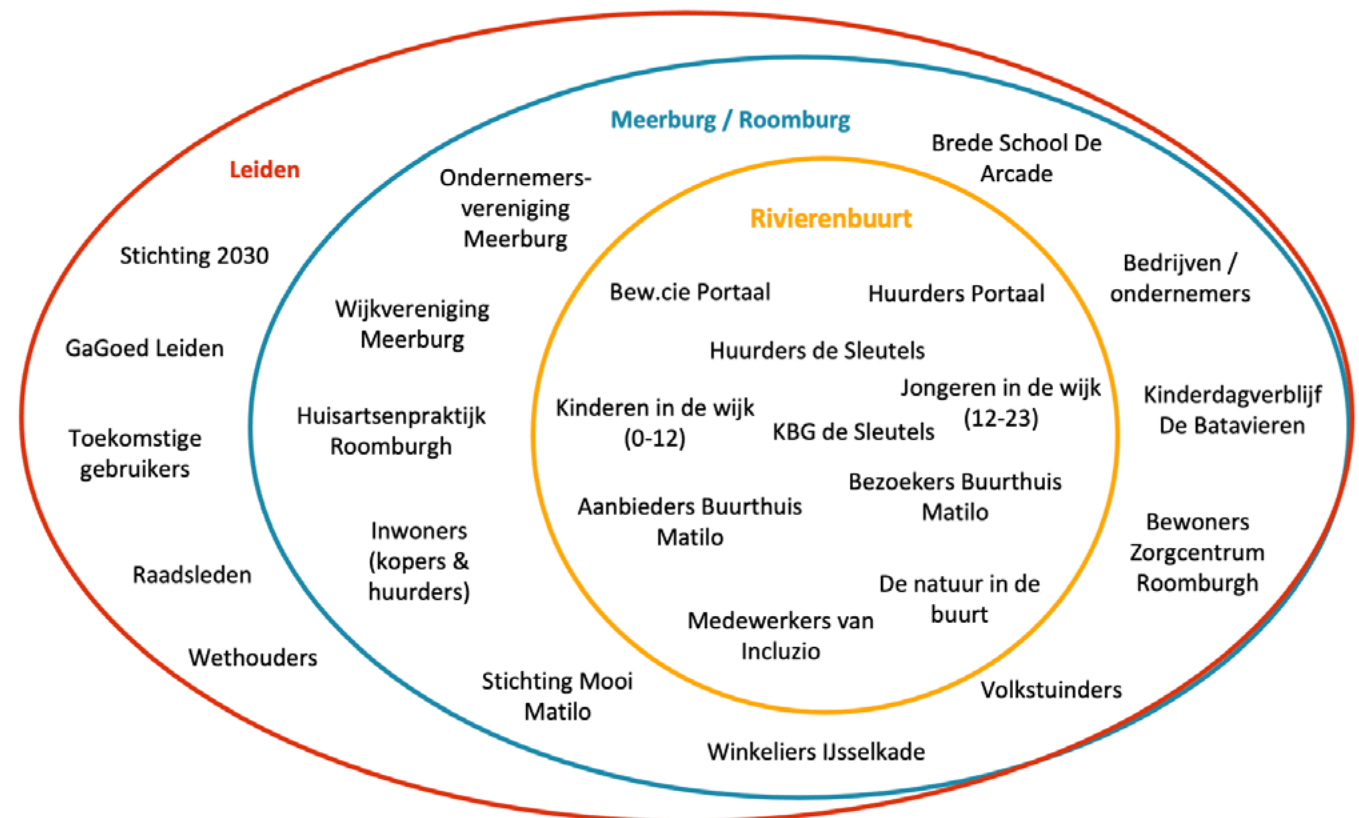 Meerburg / Roomburg
Leiden
Rivierenbuurt
Stichting 2030
GaGoed Leiden
Toekomstige
gebruikers
Raadsleden
Wethouders
Ondernemers-
vereniging
Meerburg
Wijkvereniging
Meerburg
Huisartsenpraktijk
Roomburgh
Inwoners
(kopers &
huurders)
Stichting Mooi
Matilo
Winkeliers IJsselkade
Volkstuinders
Brede School De
Arcade
Bedrijven /
ondernemers
Kinderdagverblijf
De Batavieren
Bewoners
Zorgcentrum
Roomburgh
Bew.cie Portaal
Huurders Portaal
Huurders de Sleutels
Kinderen in de wijk
(0-12)
Jongeren in de wijk
(12-23)
KBG de Sleutels
Aanbieders Buurthuis
Matilo
Bezoekers Buurthuis
Matilo
De natuur in de
buurt
Medewerkers van
Incluzio